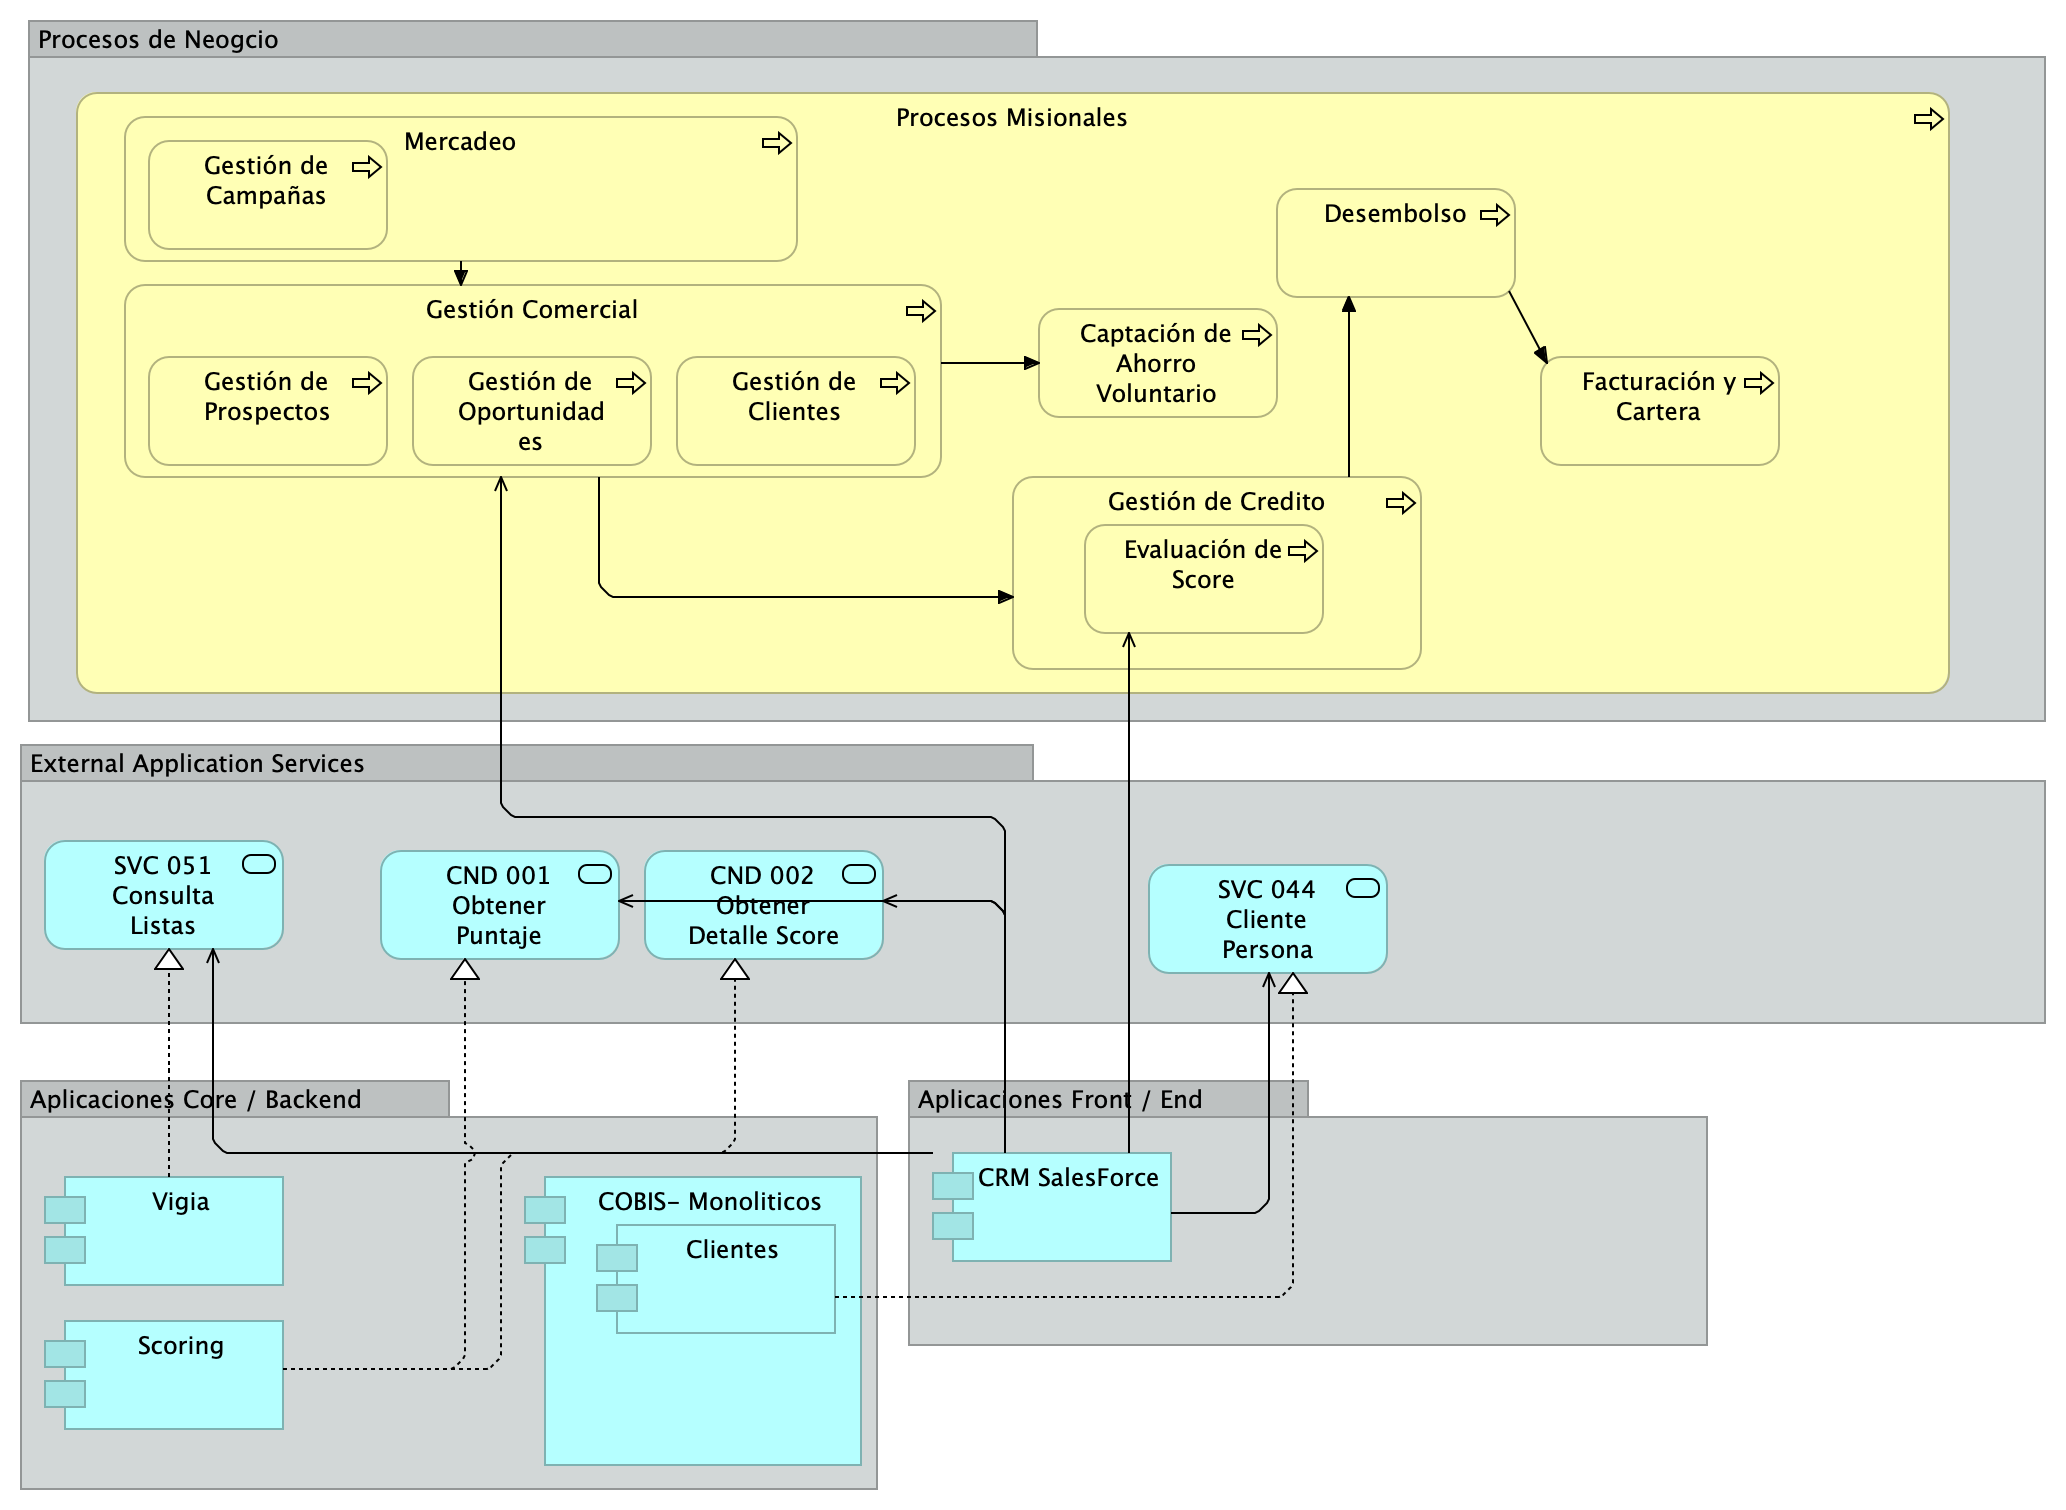 Procesos de Neogcio
Procesos Misionales
Mercadeo
Gestión de
Campañas
Desembolso
Gestión Comercial
Gestión de
Prospectos
Gestión de
Oportunidad
es
Gestión de
Clientes
Captación de
Ahorro
Voluntario
Facturación y
Cartera
Gestión de Credito
Evaluación de
Score
External Application Services
SVC 051
Consulta
Listas
CND 001
Obtener
Puntaje
CND 002
Obtener
Detalle Score
SVC 044
Cliente
Persona
Aplicaciones Core / Backend
Vigia
Scoring
COBIS- Monoliticos
Clientes
Aplicaciones Front / End
CRM SalesForce